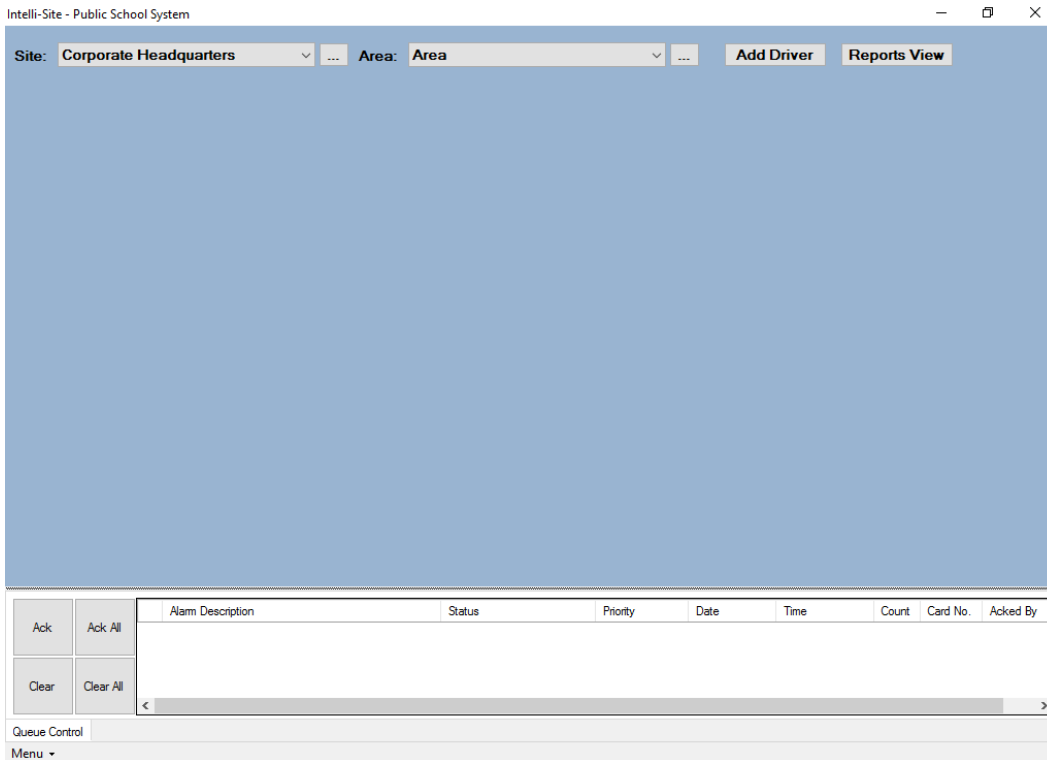 Intelli-Site - Public School System
Site: Corporate Headquarters ... Area: Area ... Add Driver Reports View
Alarm Description Status Priority Date Time Count Card No. Acked By
Ack Ack All
Clear Clear All
Queue Control
Menu